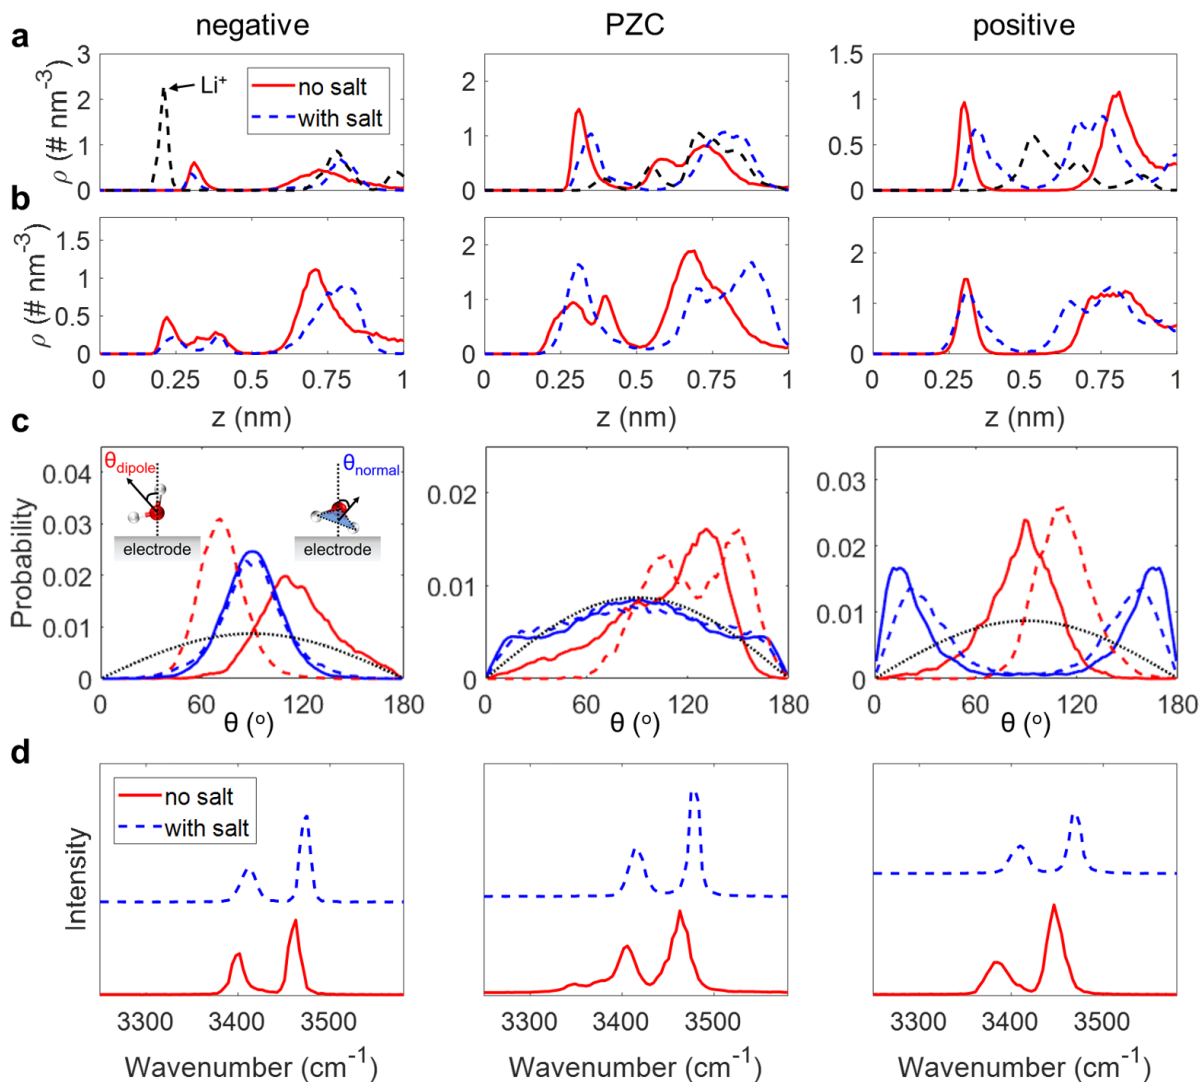 negative PZC positive
a
ρ (# nm⁻³)
3
2
1
0
Li⁺
no salt
with salt
2
1
0
1.5
1
0.5
0
b
ρ (# nm⁻³)
1.5
1
0.5
0
2
1
0
2
1
0
0 0.25 0.5 0.75 1
0 0.25 0.5 0.75 1
0 0.25 0.5 0.75 1
z (nm) z (nm) z (nm)
c
Probability
0.04
0.03
0.02
0.01
0
θdipole
θnormal
electrode electrode
0.02
0.01
0
0.03
0.02
0.01
0
0 60 120 180
0 60 120 180
0 60 120 180
θ (º) θ (º) θ (º)
d
Intensity
no salt
with salt
3300 3400 3500
3300 3400 3500
3300 3400 3500
Wavenumber (cm⁻¹) Wavenumber (cm⁻¹) Wavenumber (cm⁻¹)